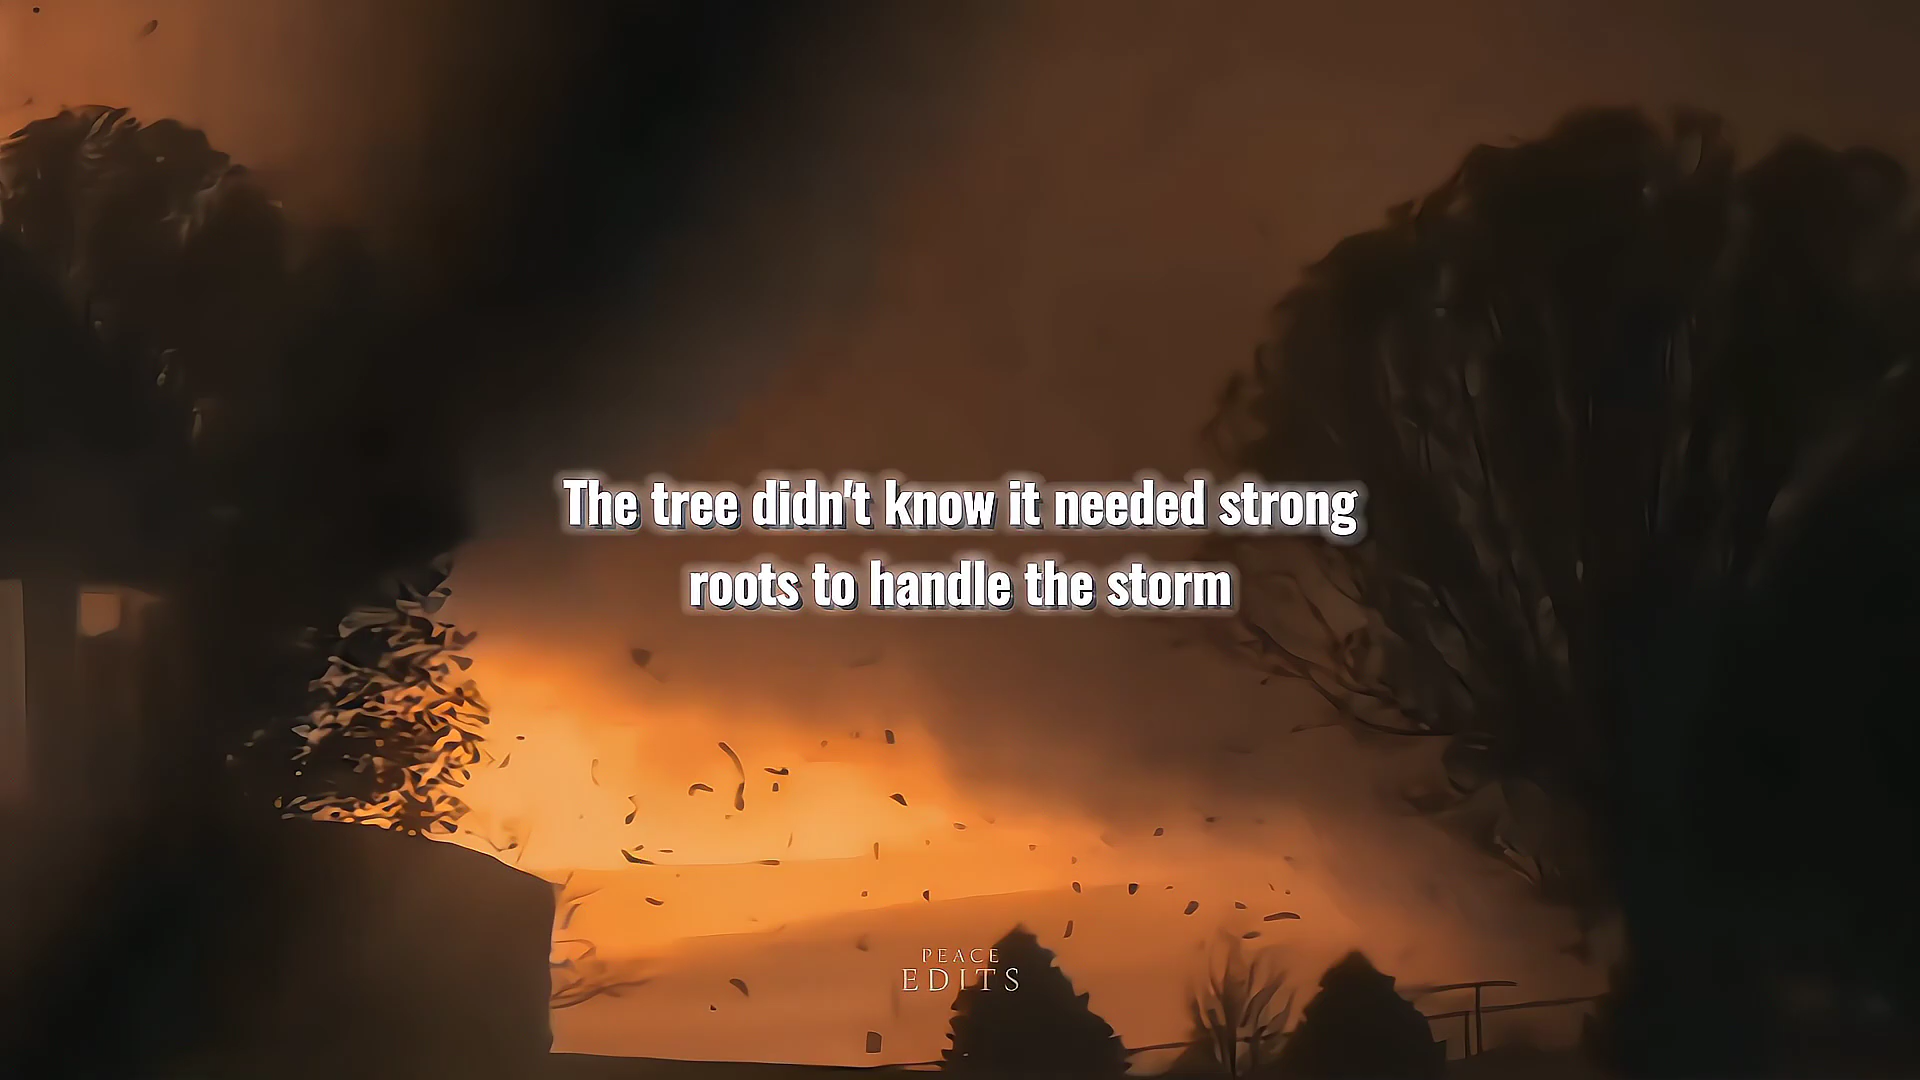 The tree didn't know it needed strong
roots to handle the storm
PEACE
EDITS